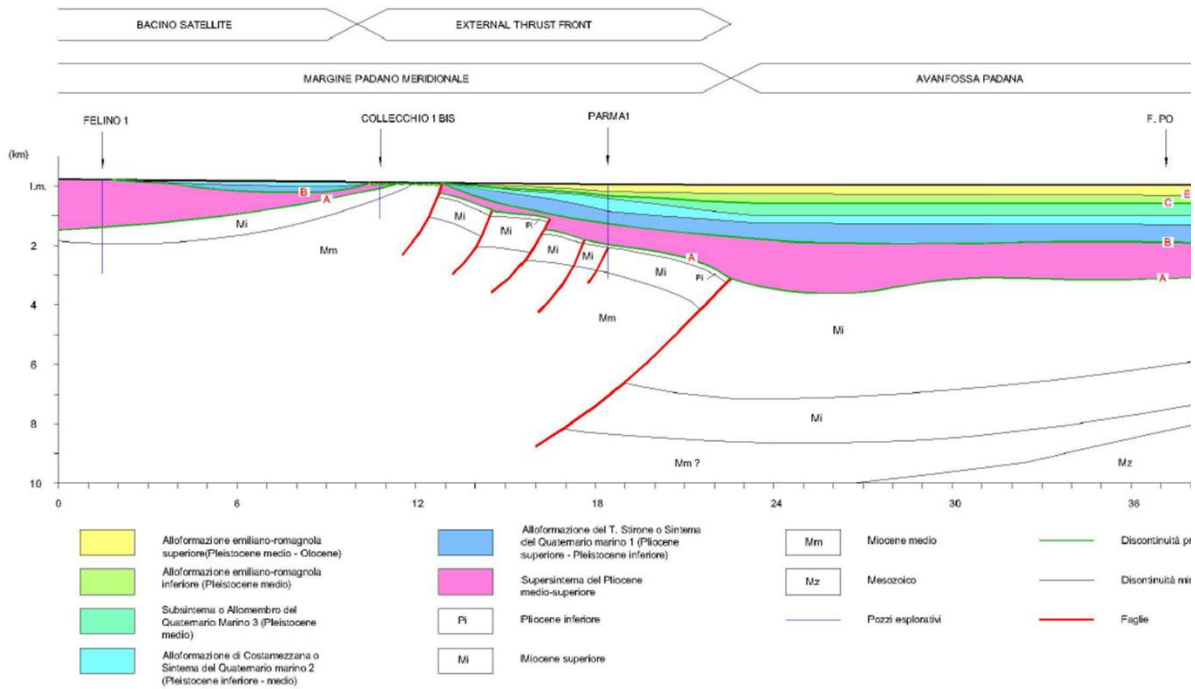 BACINO SATELLITE
EXTERNAL THRUST FRONT
MARGINE PADANO MERIDIONALE
AVANFOSSA PADANA
FELINO 1
COLLECCHIO 1 BIS
PARMA1
F. PO
(km)
l.m.
2
4
6
8
10
0
6
12
18
24
30
36
B
A
Mi
Mm
Mi
Mi
Pi
Mi
Mi
Mi
A
Pi
Mm
E
C
B
A
Mi
Mi
Mm ?
Mz
Alloformazione emiliano-romagnola
superiore(Pleistocene medio - Olocene)
Alloformazione emiliano-romagnola
inferiore (Pleistocene medio)
Subsintema o Allomembro del
Quaternario Marino 3 (Pleistocene
medio)
Alloformazione di Costamezzana o
Sintema del Quaternario marino 2
(Pleistocene inferiore - medio)
Alloformazione del T. Stirone o Sintema
del Quaternario marino 1 (Pliocene
superiore - Pleistocene inferiore)
Supersintema del Pliocene
medio-superiore
Pi
Pliocene inferiore
Mi
Miocene superiore
Mm
Miocene medio
Mz
Mesozoico
Pozzi esplorativi
Discontinuità pr
Disontinuità mi
Faglie